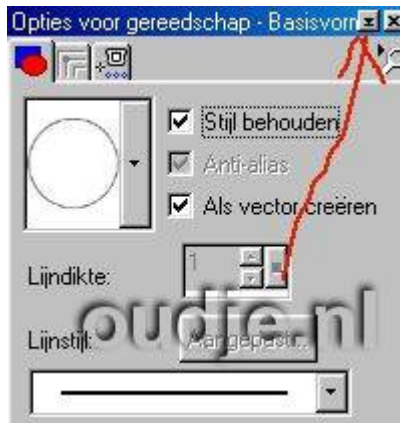 Opties voor gereedschap - Basisvorm
Stijl behouden
Anti-alias
Als vector creëren
Lijndikte:
1
Lijnstijl:
Aangepast...
oudje.nl